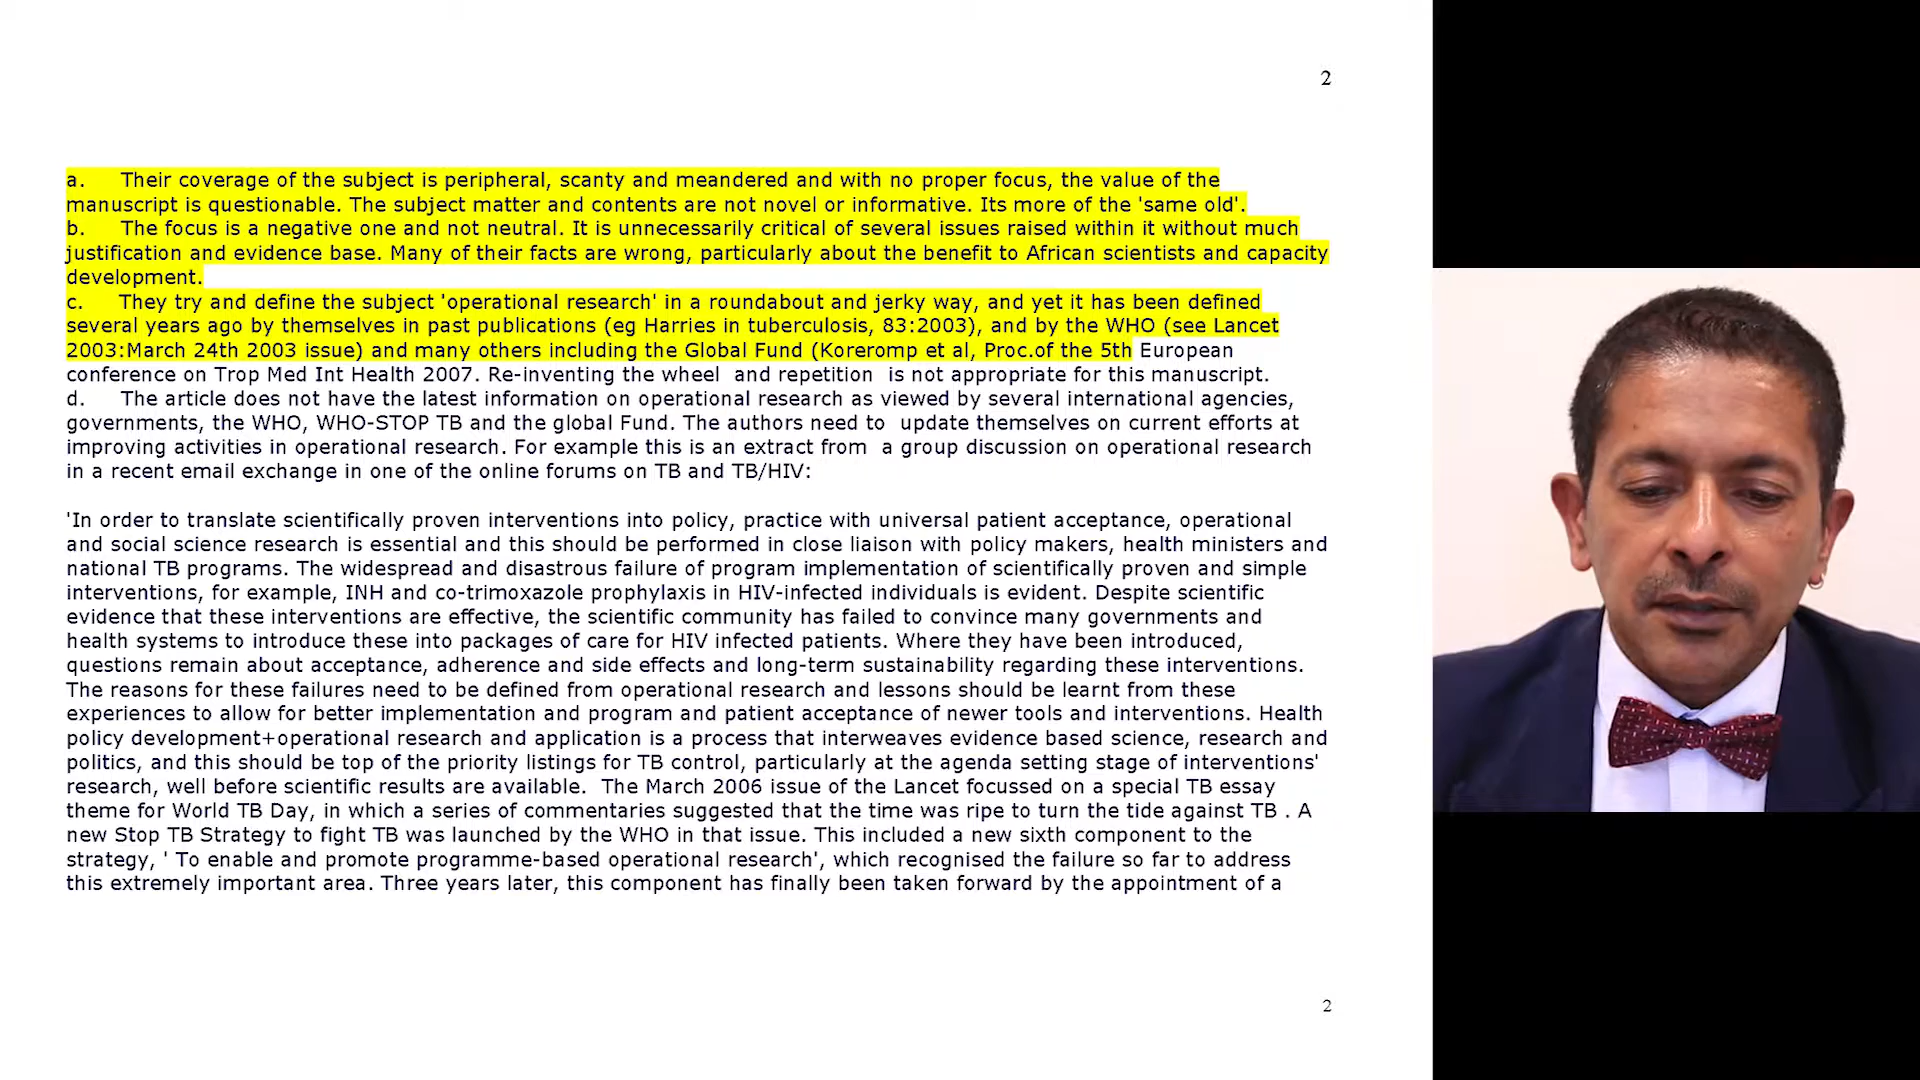 2
a. Their coverage of the subject is peripheral, scanty and meandered and with no proper focus, the value of the
manuscript is questionable. The subject matter and contents are not novel or informative. Its more of the 'same old'.
b. The focus is a negative one and not neutral. It is unnecessarily critical of several issues raised within it without much
justification and evidence base. Many of their facts are wrong, particularly about the benefit to African scientists and capacity
development.
c. They try and define the subject 'operational research' in a roundabout and jerky way, and yet it has been defined
several years ago by themselves in past publications (eg Harries in tuberculosis, 83:2003), and by the WHO (see Lancet
2003:March 24th 2003 issue) and many others including the Global Fund (Koreromp et al, Proc.of the 5th European
conference on Trop Med Int Health 2007. Re-inventing the wheel and repetition is not appropriate for this manuscript.
d. The article does not have the latest information on operational research as viewed by several international agencies,
governments, the WHO, WHO-STOP TB and the global Fund. The authors need to update themselves on current efforts at
improving activities in operational research. For example this is an extract from a group discussion on operational research
in a recent email exchange in one of the online forums on TB and TB/HIV:
'In order to translate scientifically proven interventions into policy, practice with universal patient acceptance, operational
and social science research is essential and this should be performed in close liaison with policy makers, health ministers and
national TB programs. The widespread and disastrous failure of program implementation of scientifically proven and simple
interventions, for example, INH and co-trimoxazole prophylaxis in HIV-infected individuals is evident. Despite scientific
evidence that these interventions are effective, the scientific community has failed to convince many governments and
health systems to introduce these into packages of care for HIV infected patients. Where they have been introduced,
questions remain about acceptance, adherence and side effects and long-term sustainability regarding these interventions.
The reasons for these failures need to be defined from operational research and lessons should be learnt from these
experiences to allow for better implementation and program and patient acceptance of newer tools and interventions. Health
policy development+operational research and application is a process that interweaves evidence based science, research and
politics, and this should be top of the priority listings for TB control, particularly at the agenda setting stage of interventions'
research, well before scientific results are available. The March 2006 issue of the Lancet focussed on a special TB essay
theme for World TB Day, in which a series of commentaries suggested that the time was ripe to turn the tide against TB . A
new Stop TB Strategy to fight TB was launched by the WHO in that issue. This included a new sixth component to the
strategy, ' To enable and promote programme-based operational research', which recognised the failure so far to address
this extremely important area. Three years later, this component has finally been taken forward by the appointment of a
2